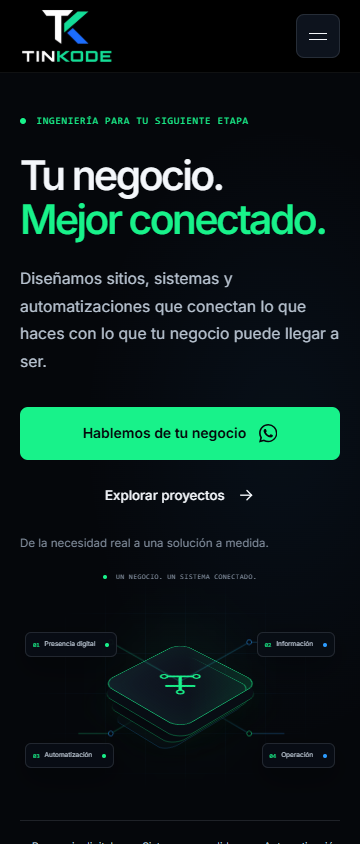 TINKODE
INGENIERÍA PARA TU SIGUIENTE ETAPA
Tu negocio.
Mejor conectado.
Diseñamos sitios, sistemas y
automatizaciones que conectan lo que
haces con lo que tu negocio puede llegar a
ser.
Hablemos de tu negocio
Explorar proyectos →
De la necesidad real a una solución a medida.
UN NEGOCIO. UN SISTEMA CONECTADO.
01 Presencia digital
02 Información
03 Automatización
04 Operación